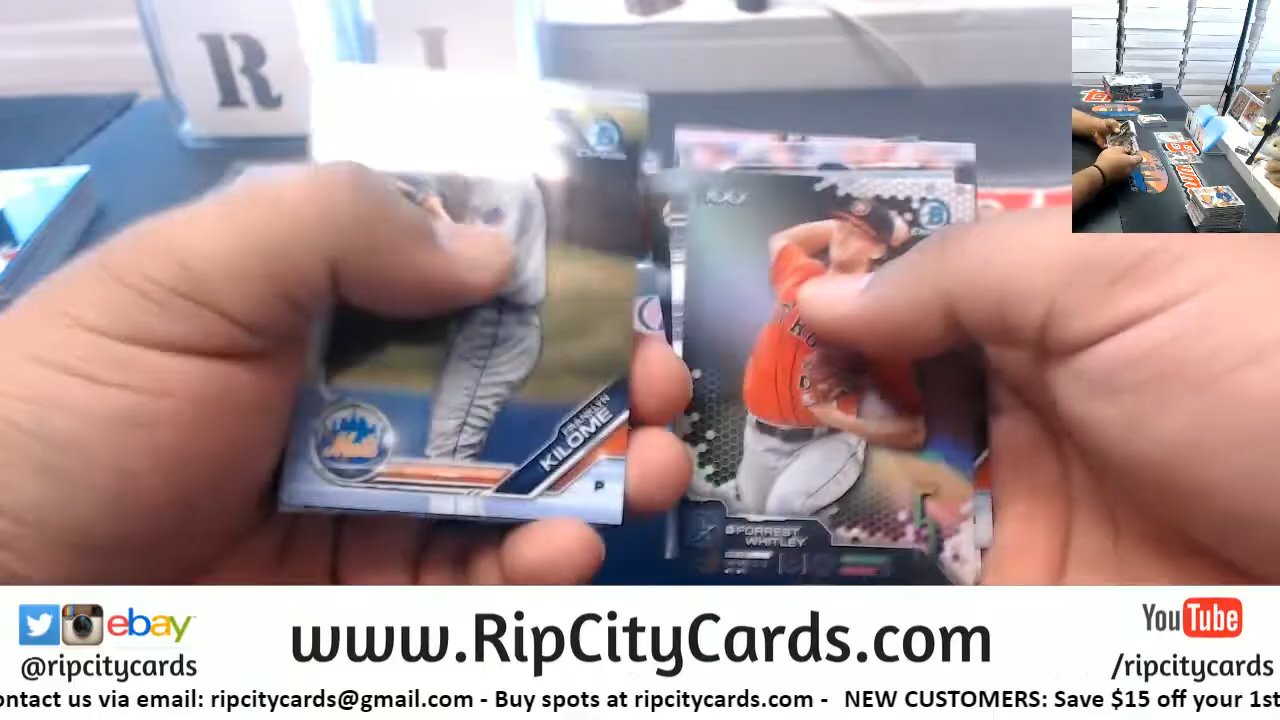 R I
FRANKLYN
KILOME
P
Mets
FORREST
WHITLEY
ebay
www.RipCityCards.com
YouTube
@ripcitycards
/ripcitycards
ontact us via email: ripcitycards@gmail.com - Buy spots at ripcitycards.com - NEW CUSTOMERS: Save $15 off your 1st